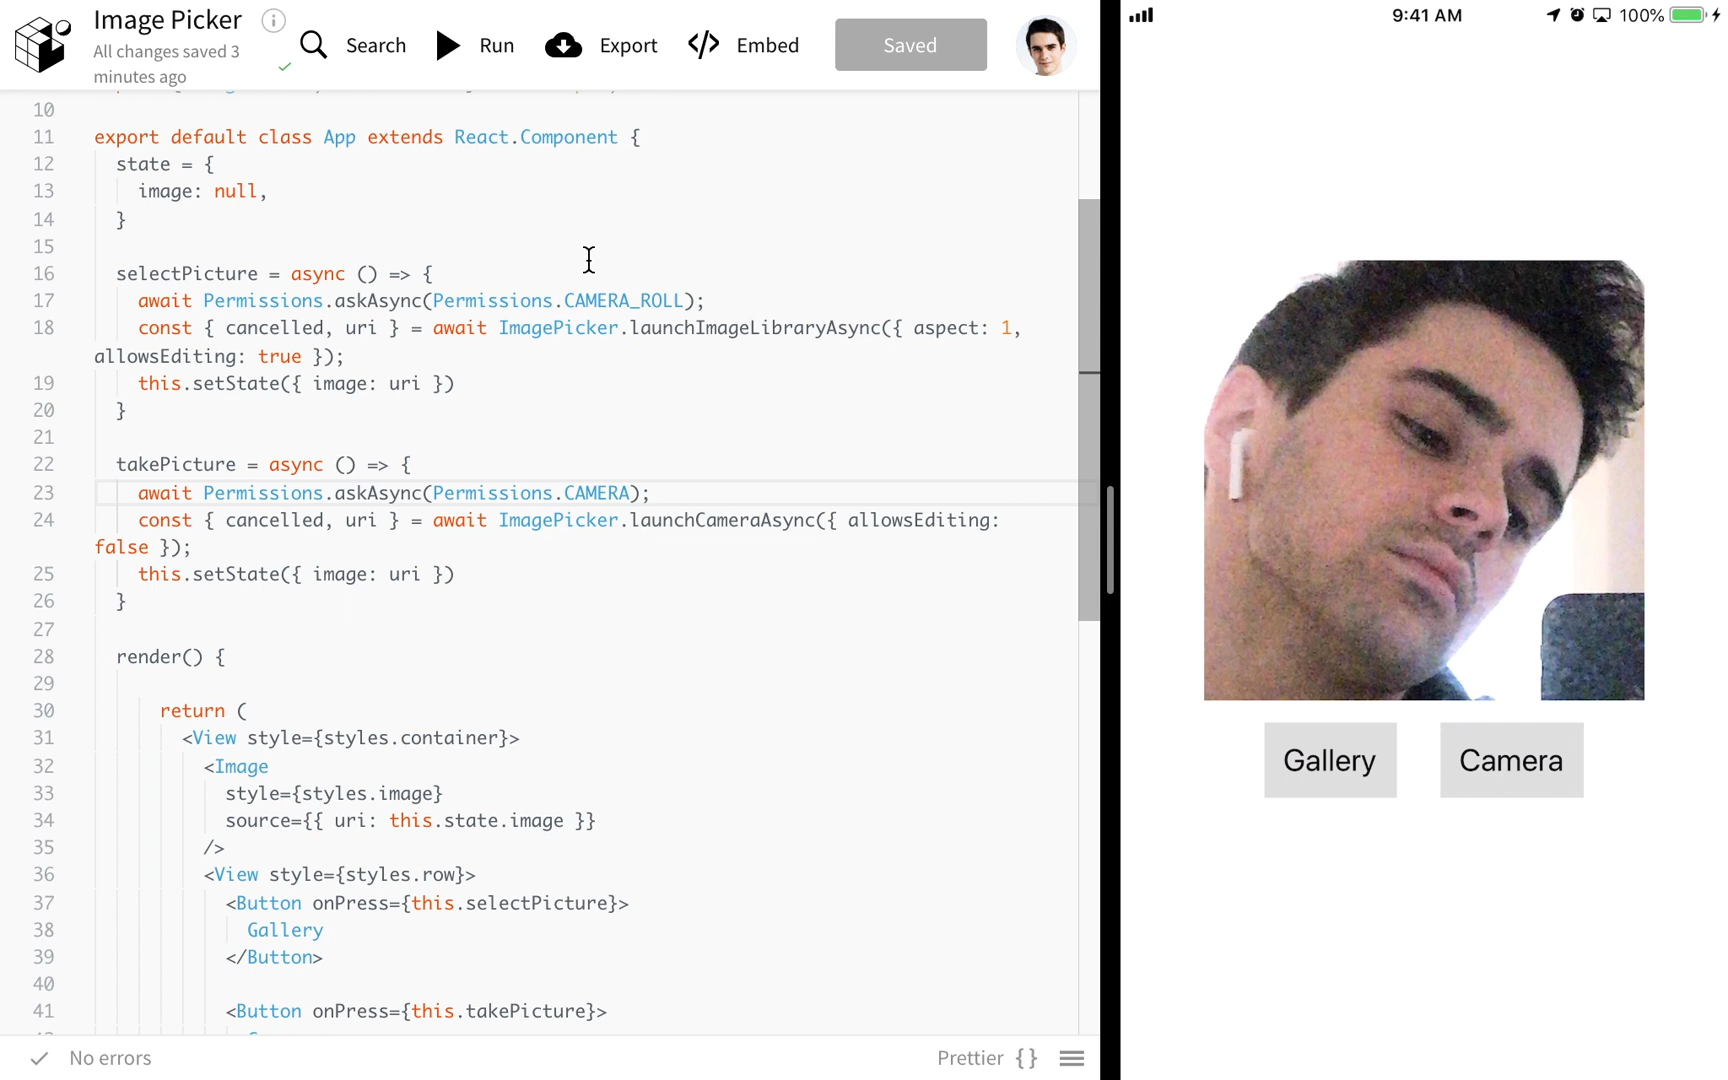 Image Picker
All changes saved 3
minutes ago
Search
Run
Export
Embed
Saved
10
11 export default class App extends React.Component {
12 state = {
13 image: null,
14 }
15
16 selectPicture = async () => {
17 await Permissions.askAsync(Permissions.CAMERA_ROLL);
18 const { cancelled, uri } = await ImagePicker.launchImageLibraryAsync({ aspect: 1,
allowsEditing: true });
19 this.setState({ image: uri })
20 }
21
22 takePicture = async () => {
23 await Permissions.askAsync(Permissions.CAMERA);
24 const { cancelled, uri } = await ImagePicker.launchCameraAsync({ allowsEditing:
false });
25 this.setState({ image: uri })
26 }
27
28 render() {
29
30 return (
31 <View style={styles.container}>
32 <Image
33 style={styles.image}
34 source={{ uri: this.state.image }}
35 />
36 <View style={styles.row}>
37 <Button onPress={this.selectPicture}>
38 Gallery
39 </Button>
40
41 <Button onPress={this.takePicture}>
No errors
Prettier {}
9:41 AM
100%
Gallery
Camera